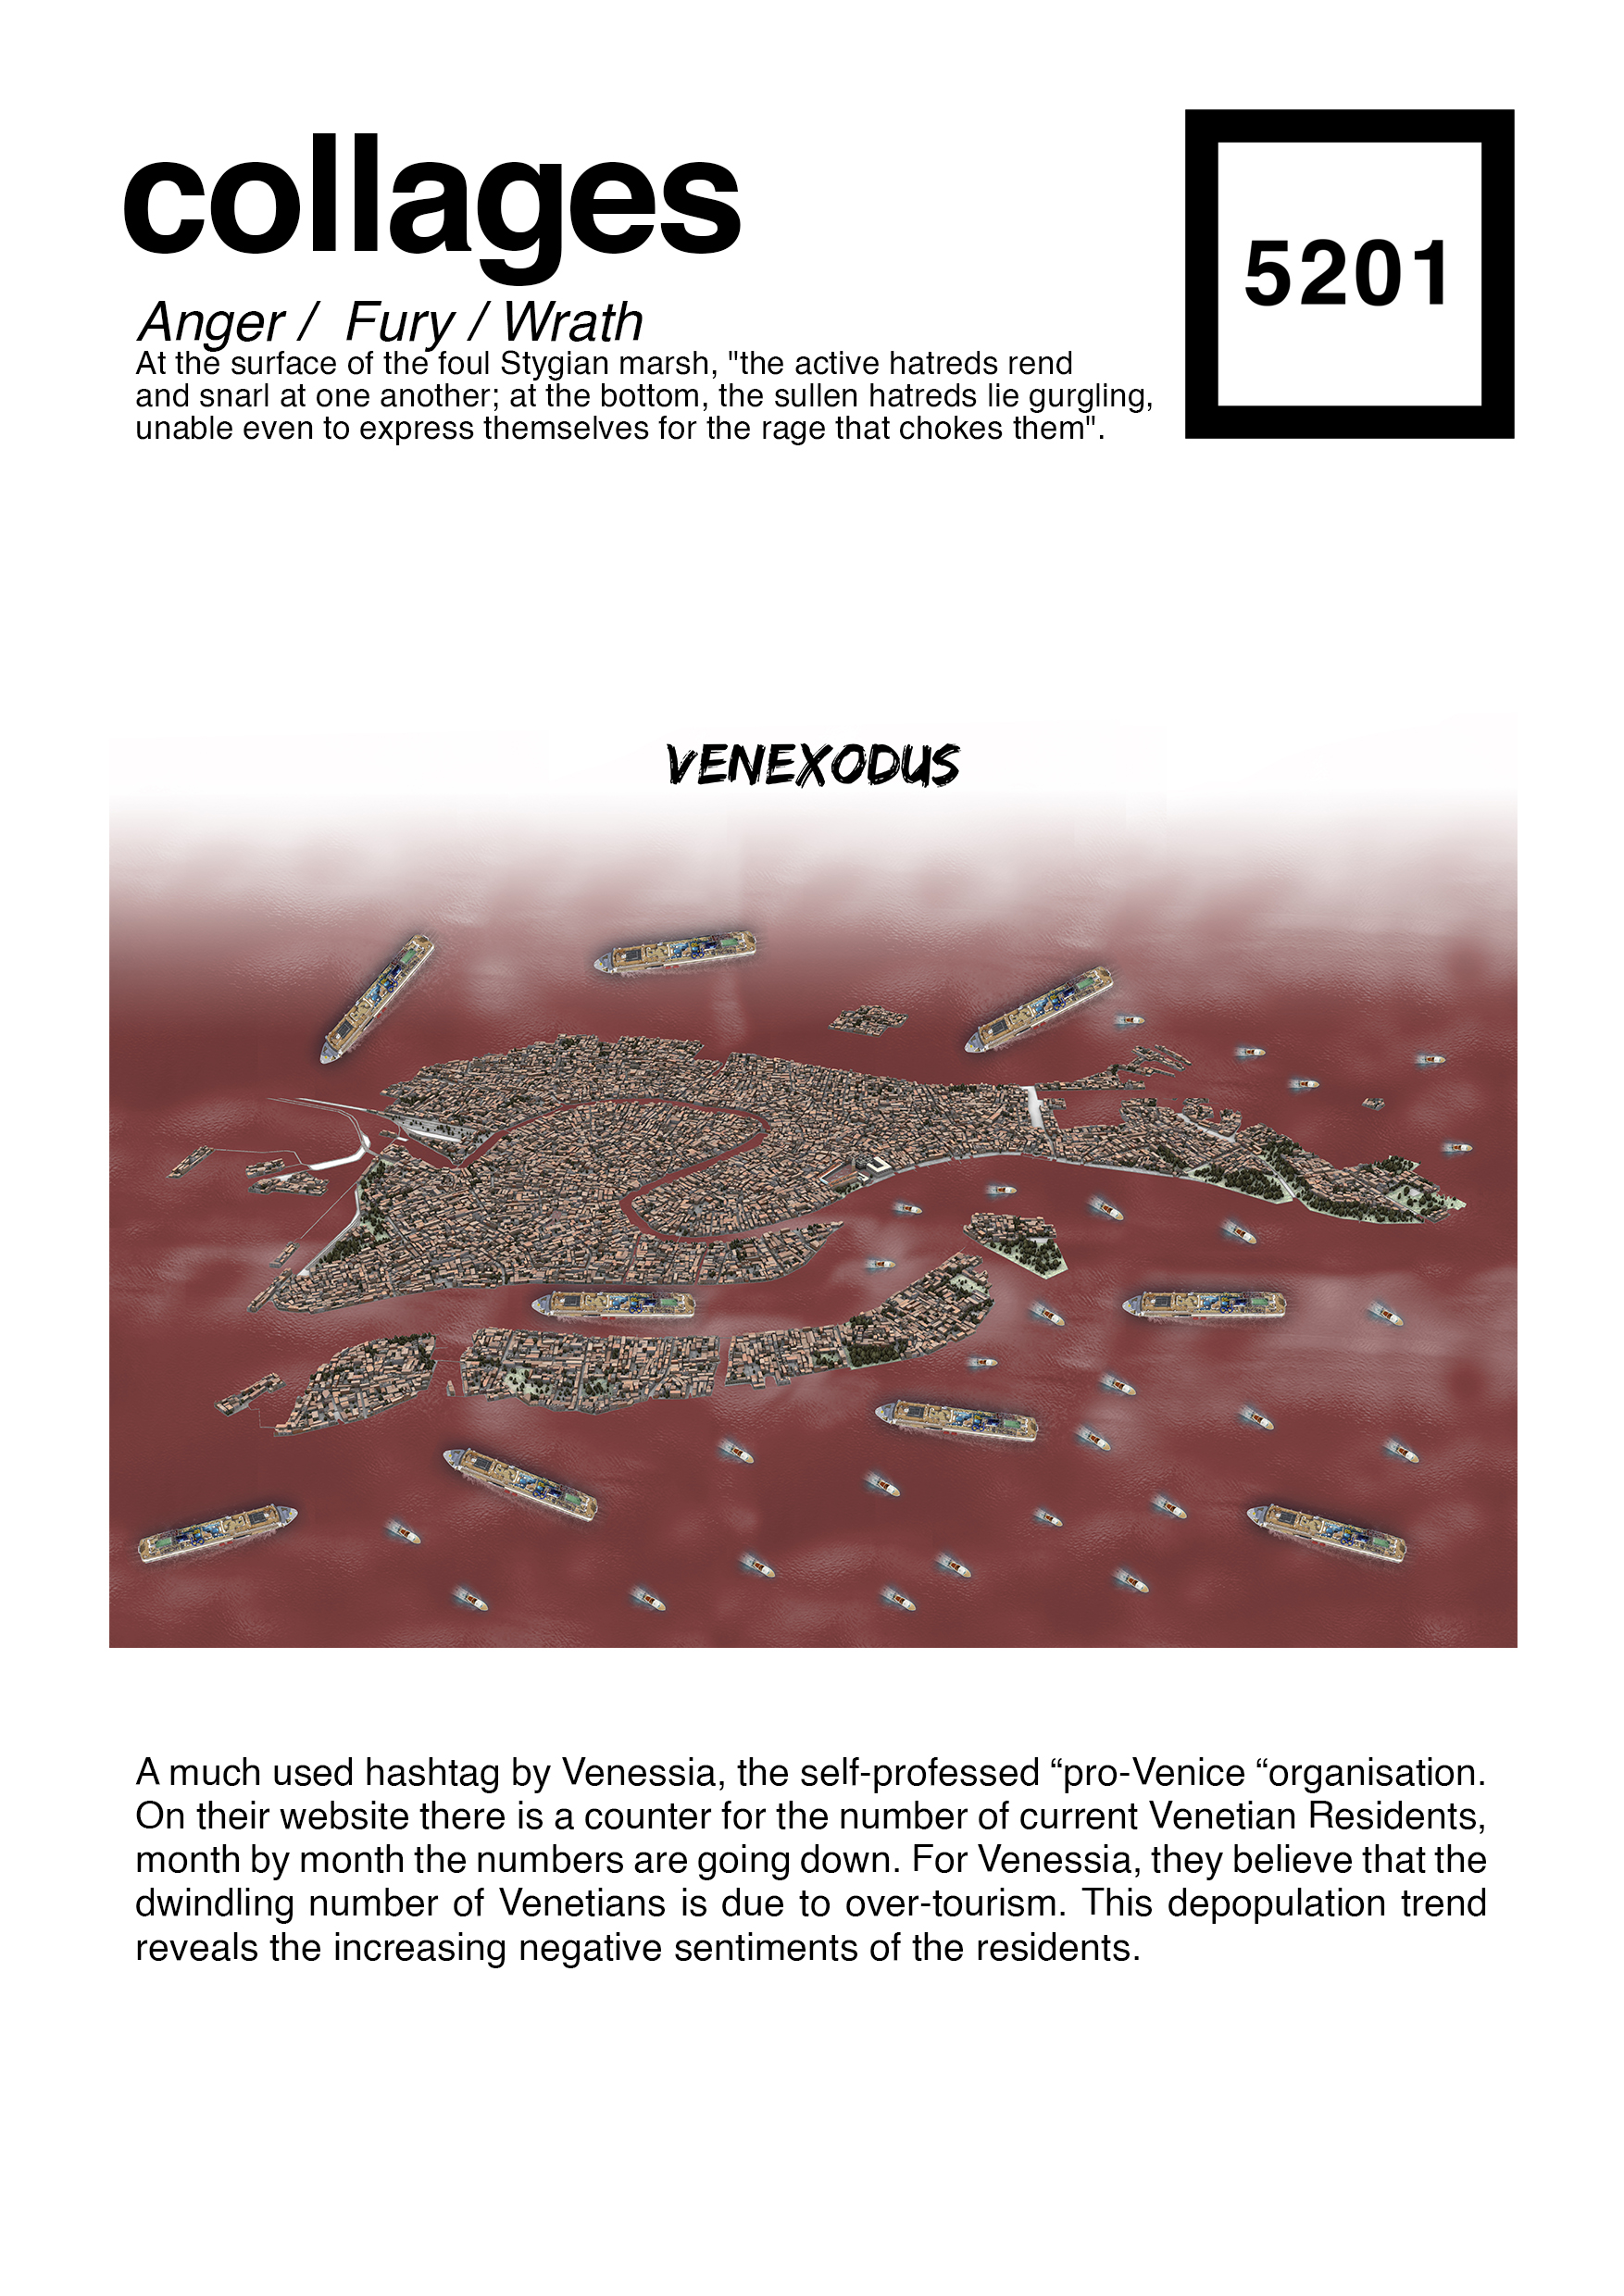 collages
5201
Anger /  Fury / Wrath
At the surface of the foul Stygian marsh, "the active hatreds rend
and snarl at one another; at the bottom, the sullen hatreds lie gurgling,
unable even to express themselves for the rage that chokes them".
VENEXODUS
A much used hashtag by Venessia, the self-professed “pro-Venice “organisation.
On their website there is a counter for the number of current Venetian Residents,
month by month the numbers are going down. For Venessia, they believe that the
dwindling number of Venetians is due to over-tourism. This depopulation trend
reveals the increasing negative sentiments of the residents.